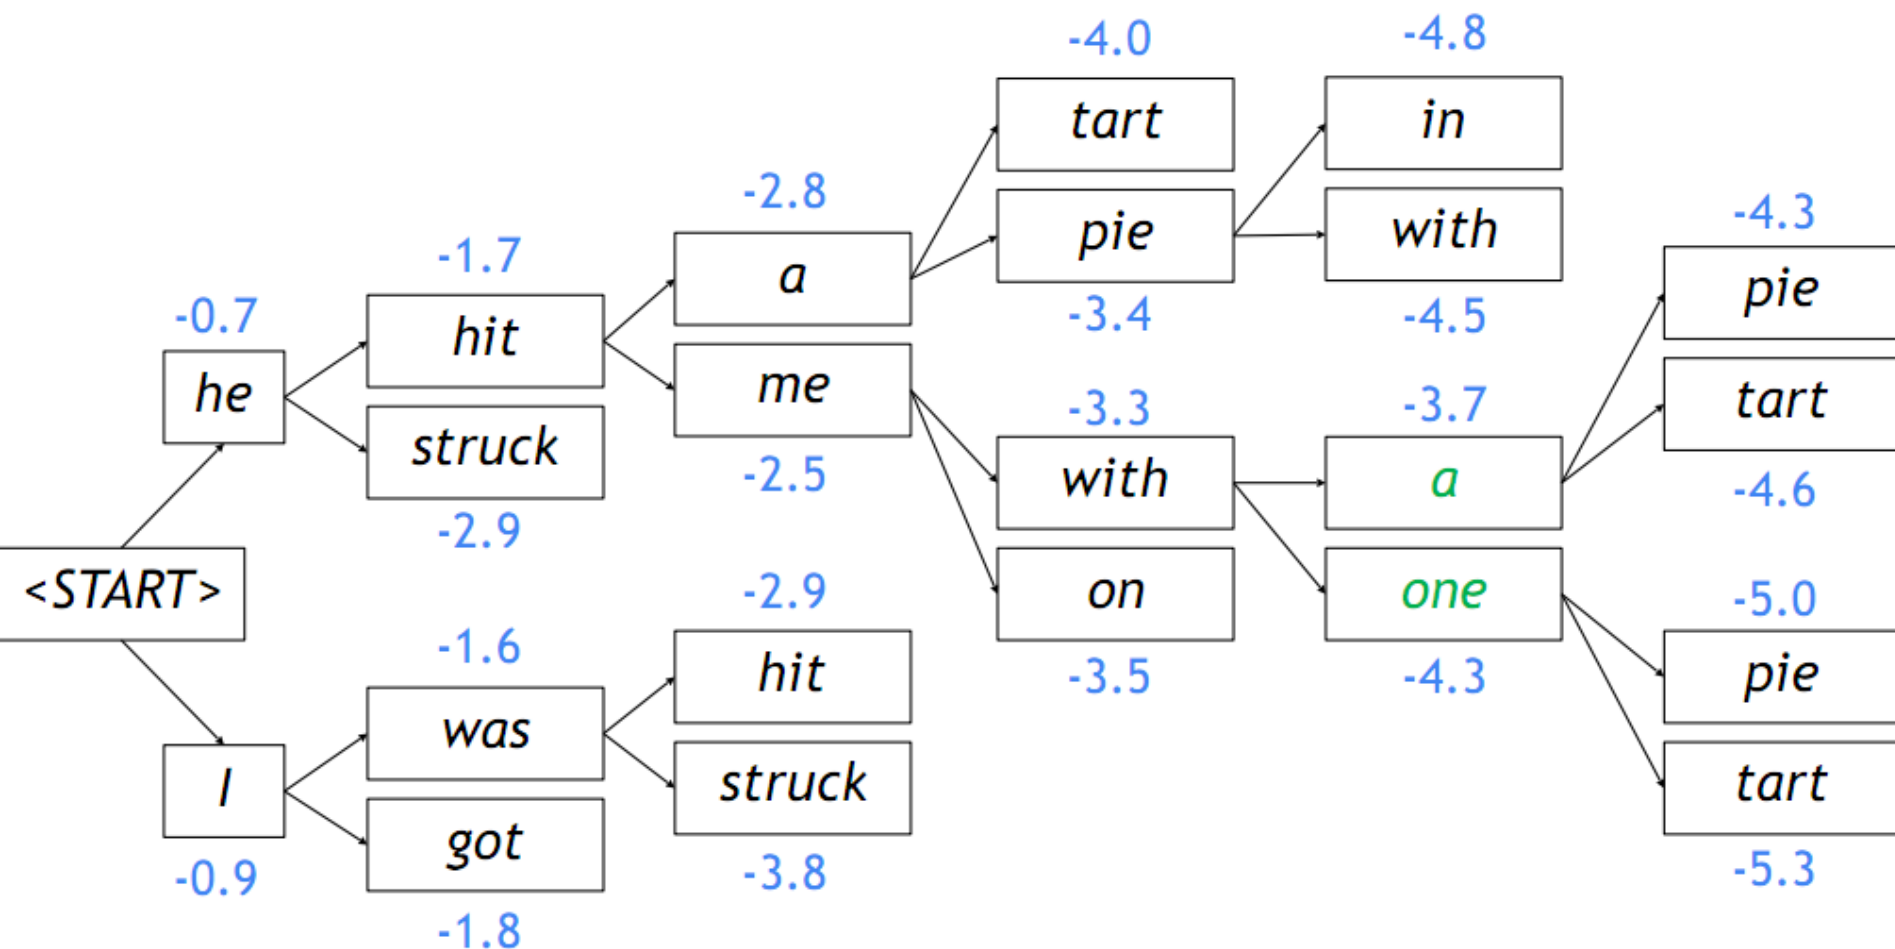 <START>
-0.7
he
I
-0.9
-1.7
hit
struck
-2.9
-1.6
was
got
-1.8
-2.8
a
me
-2.5
-2.9
hit
struck
-3.8
-4.0
tart
pie
-3.4
-3.3
with
on
-3.5
-4.8
in
with
-4.5
-3.7
a
one
-4.3
-4.3
pie
tart
-4.6
-5.0
pie
tart
-5.3